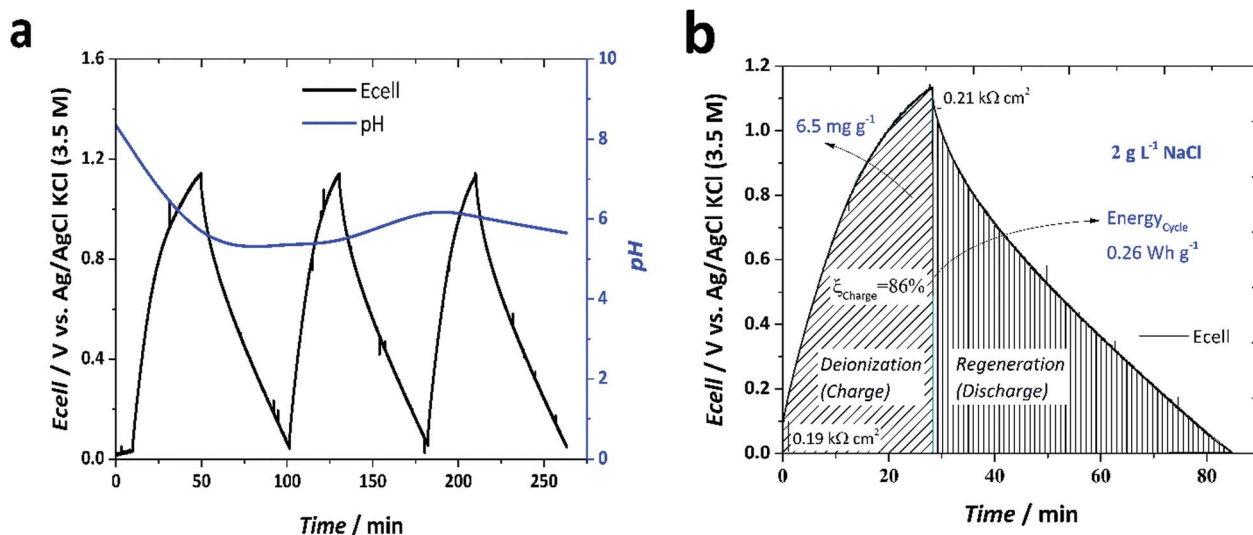 a
1.6
1.2
0.8
0.4
0.0
Ecell / V vs. Ag/AgCl KCl (3.5 M)
Ecell
pH
10
8
6
4
2
0
pH
0 50 100 150 200 250
Time / min
b
1.2
1.0
0.8
0.6
0.4
0.2
0.0
Ecell / V vs. Ag/AgCl KCl (3.5 M)
0.21 kΩ cm²
6.5 mg g⁻¹
2 g L⁻¹ NaCl
Energy_Cycle
0.26 Wh g⁻¹
ξ_Charge=86%
Ecell
Deionization
(Charge)
Regeneration
(Discharge)
0.19 kΩ cm²
0 20 40 60 80
Time / min